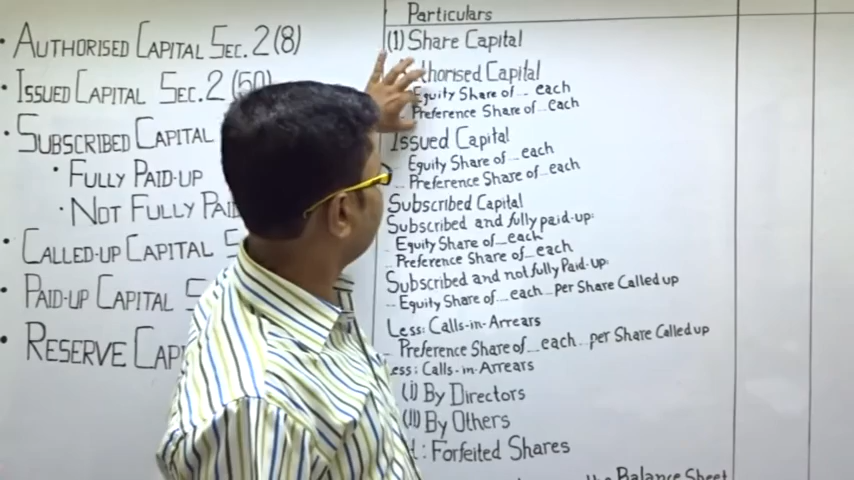 • AUTHORISED CAPITAL SEC. 2 (8)
• ISSUED CAPITAL SEC. 2 (50)
• SUBSCRIBED CAPITAL
• FULLY PAID-UP
• NOT FULLY PAID
• CALLED-UP CAPITAL
• PAID-UP CAPITAL
• RESERVE
Particulars
(1) Share Capital
Capital
Equity Share of... each
Preference Share of... each
Issued Capital
Equity Share of... each
Preference Share of... each
Subscribed Capital
Subscribed and fully paid-up:
Equity Share of... each
Preference Share of... each
Subscribed and not fully Paid-up:
Equity Share of... each... per Share Called up
Less: Calls-in-Arrears
Preference Share of... each... per Share Called up
Calls-in-Arrears
(i) By Directors
(ii) By Others
: Forfeited Shares
the Balance Sheet